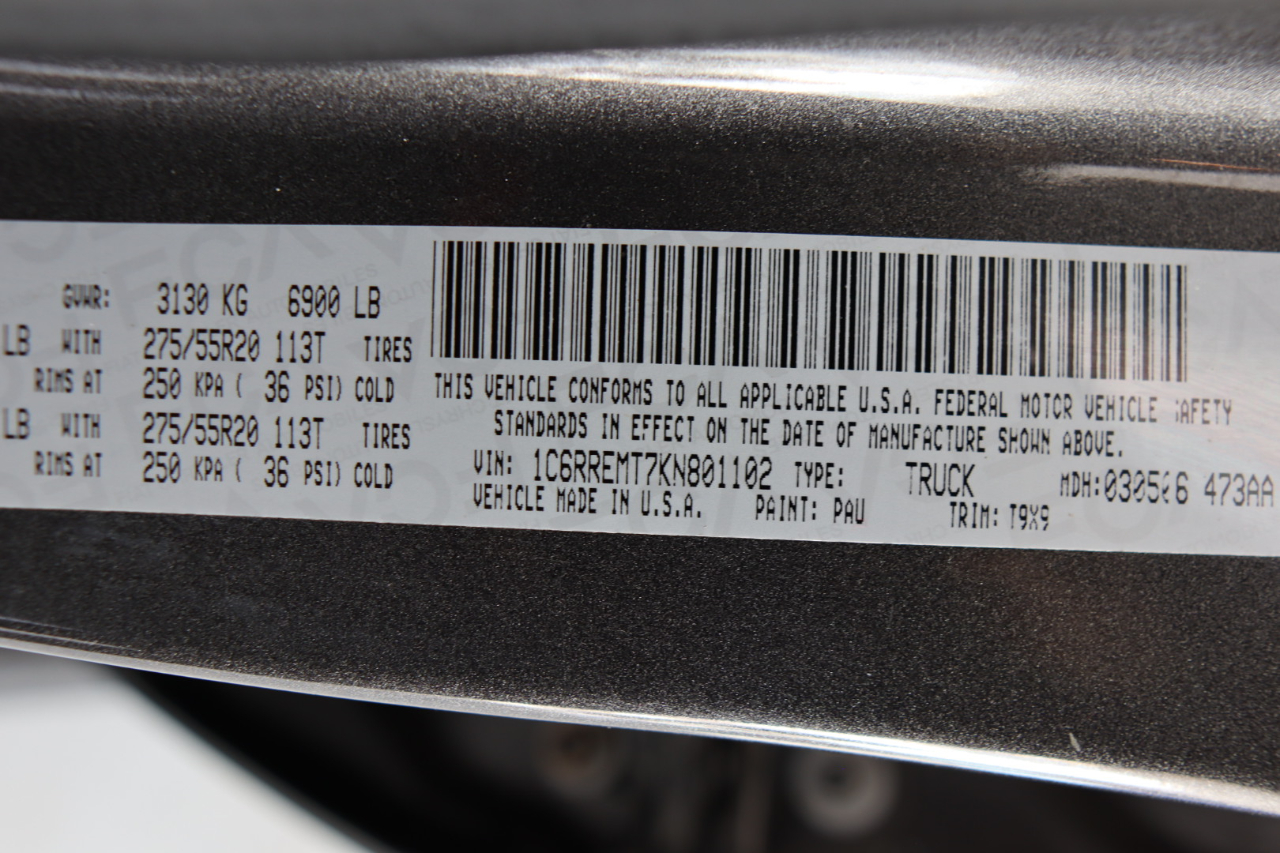 GVWR: 3130 KG 6900 LB
LB WITH 275/55R20 113T TIRES
RIMS AT 250 KPA ( 36 PSI) COLD
LB WITH 275/55R20 113T TIRES
RIMS AT 250 KPA ( 36 PSI) COLD
THIS VEHICLE CONFORMS TO ALL APPLICABLE U.S.A. FEDERAL MOTOR VEHICLE SAFETY
STANDARDS IN EFFECT ON THE DATE OF MANUFACTURE SHOWN ABOVE.
VIN: 1C6RREMT7KN801102 TYPE: TRUCK MDH: 473AA
VEHICLE MADE IN U.S.A. PAINT: PAU TRIM: T9X9